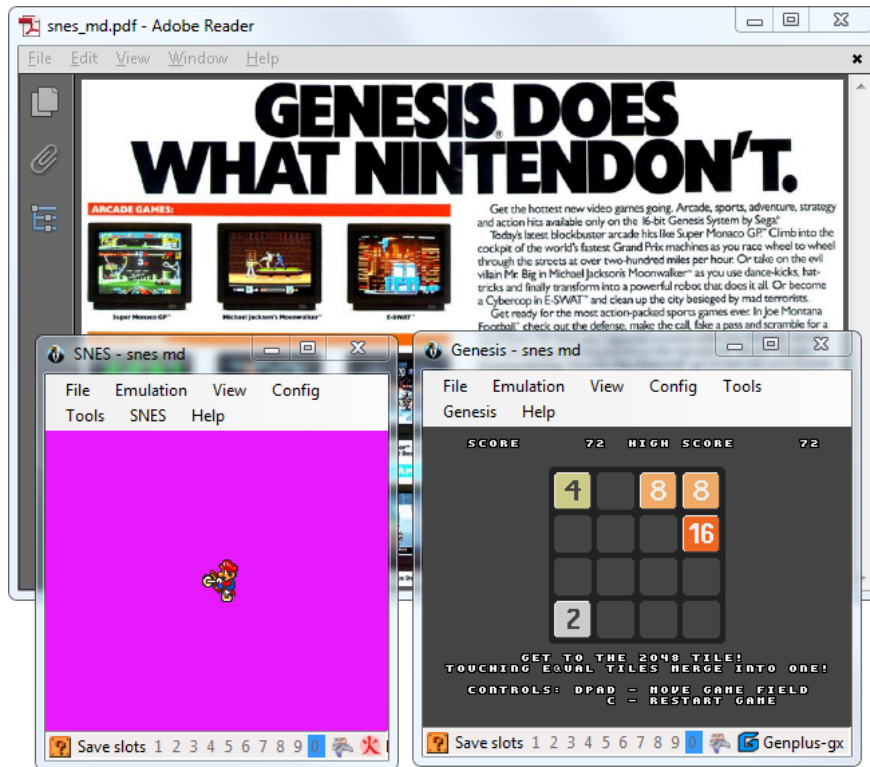 snes_md.pdf - Adobe Reader
File Edit View Window Help
GENESIS DOES
WHAT NINTENDON'T.
®
ARCADE GAMES:
Super Monaco GP™
Michael Jackson's Moonwalker™
E-SWAT™
Get the hottest new video games going. Arcade, sports, adventure, strategy
and action hits available only on the 16-bit Genesis System by Sega®
Today's latest blockbuster arcade hits like Super Monaco GP™ Climb into the
cockpit of the world's fastest Grand Prix machines as you race wheel to wheel
through the streets at over two-hundred miles per hour. Or take on the evil
villain Mr. Big in Michael Jackson's Moonwalker™ as you use dance-kicks, hat-
tricks and finally transform into a powerful robot that does it all. Or become
a Cybercop in E-SWAT™ and clean up the city besieged by mad terrorists.
Get ready for the most action-packed sports games ever. In Joe Montana
Football™ check out the defense, make the call, fake a pass and scramble for a
SNES - snes md
File Emulation View Config
Tools SNES Help
Save slots 1 2 3 4 5 6 7 8 9 0 火
Genesis - snes md
File Emulation View Config Tools
Genesis Help
SCORE 72 HIGH SCORE 72
4 8 8
16
2
GET TO THE 2048 TILE!
TOUCHING EQUAL TILES MERGE INTO ONE!
CONTROLS: DPAD - MOVE GAME FIELD
C - RESTART GAME
Save slots 1 2 3 4 5 6 7 8 9 0 G Genplus-gx